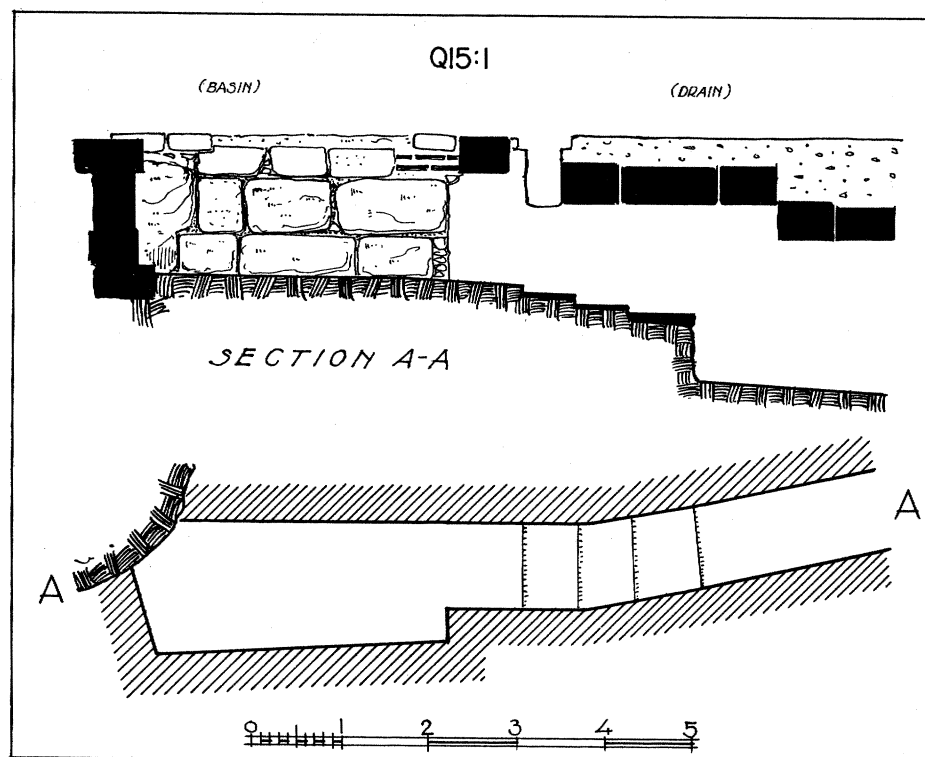 Q15:1
(BASIN) (DRAIN)
SECTION A-A
A
A
0 1 2 3 4 5